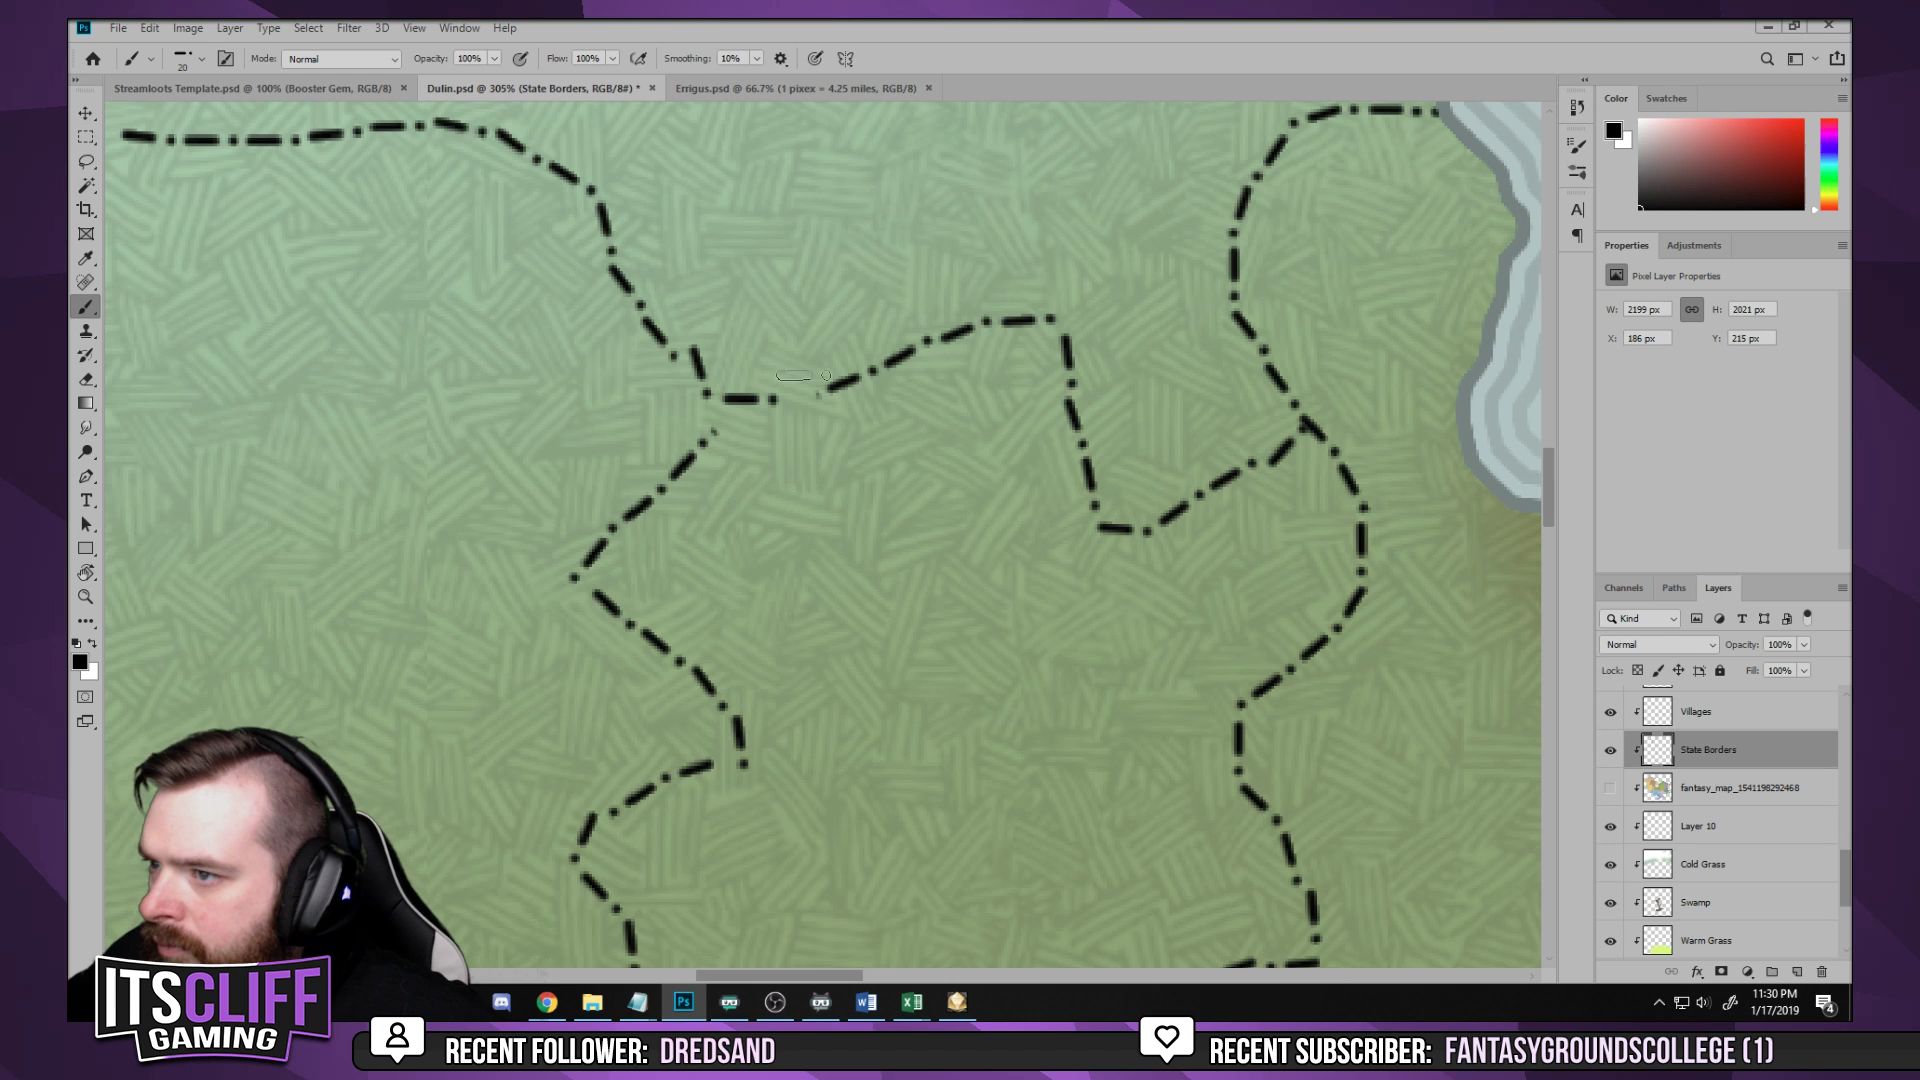 Ps File Edit Image Layer Type Select Filter 3D View Window Help
20 Mode: Normal Opacity: 100% Flow: 100% Smoothing: 10%
Streamloots Template.psd @ 100% (Booster Gem, RGB/8) Dulin.psd @ 305% (State Borders, RGB/8#) * Errigus.psd @ 66.7% (1 pixex = 4.25 miles, RGB/8)
Color Swatches
Properties Adjustments
Pixel Layer Properties
W: 2199 px H: 2021 px
X: 186 px Y: 215 px
Channels Paths Layers
Kind
Normal Opacity: 100%
Lock: Fill: 100%
Villages
State Borders
fantasy_map_1541198292468
Layer 10
Cold Grass
Swamp
Warm Grass
11:30 PM
1/17/2019
4
ITSCLIFF
GAMING
RECENT FOLLOWER: DREDSAND
RECENT SUBSCRIBER: FANTASYGROUNDSCOLLEGE (1)